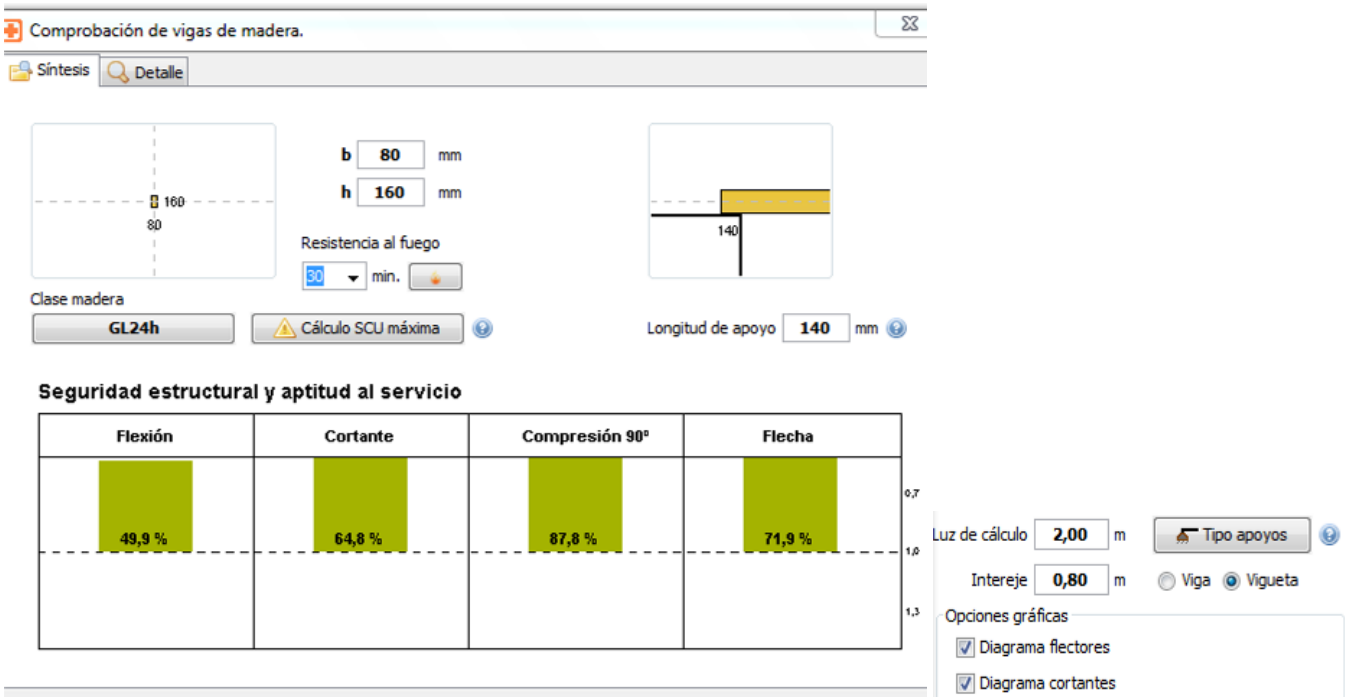 Comprobación de vigas de madera.
Síntesis Detalle
b 80 mm
h 160 mm
160
80
140
Resistencia al fuego
30 min.
Clase madera
GL24h Cálculo SCU máxima
Longitud de apoyo 140 mm
Seguridad estructural y aptitud al servicio
Flexión Cortante Compresión 90º Flecha
0,7
49,9 % 64,8 % 87,8 % 71,9 %
1,0
1,3
Luz de cálculo 2,00 m Tipo apoyos
Intereje 0,80 m Viga Vigueta
Opciones gráficas
Diagrama flectores
Diagrama cortantes